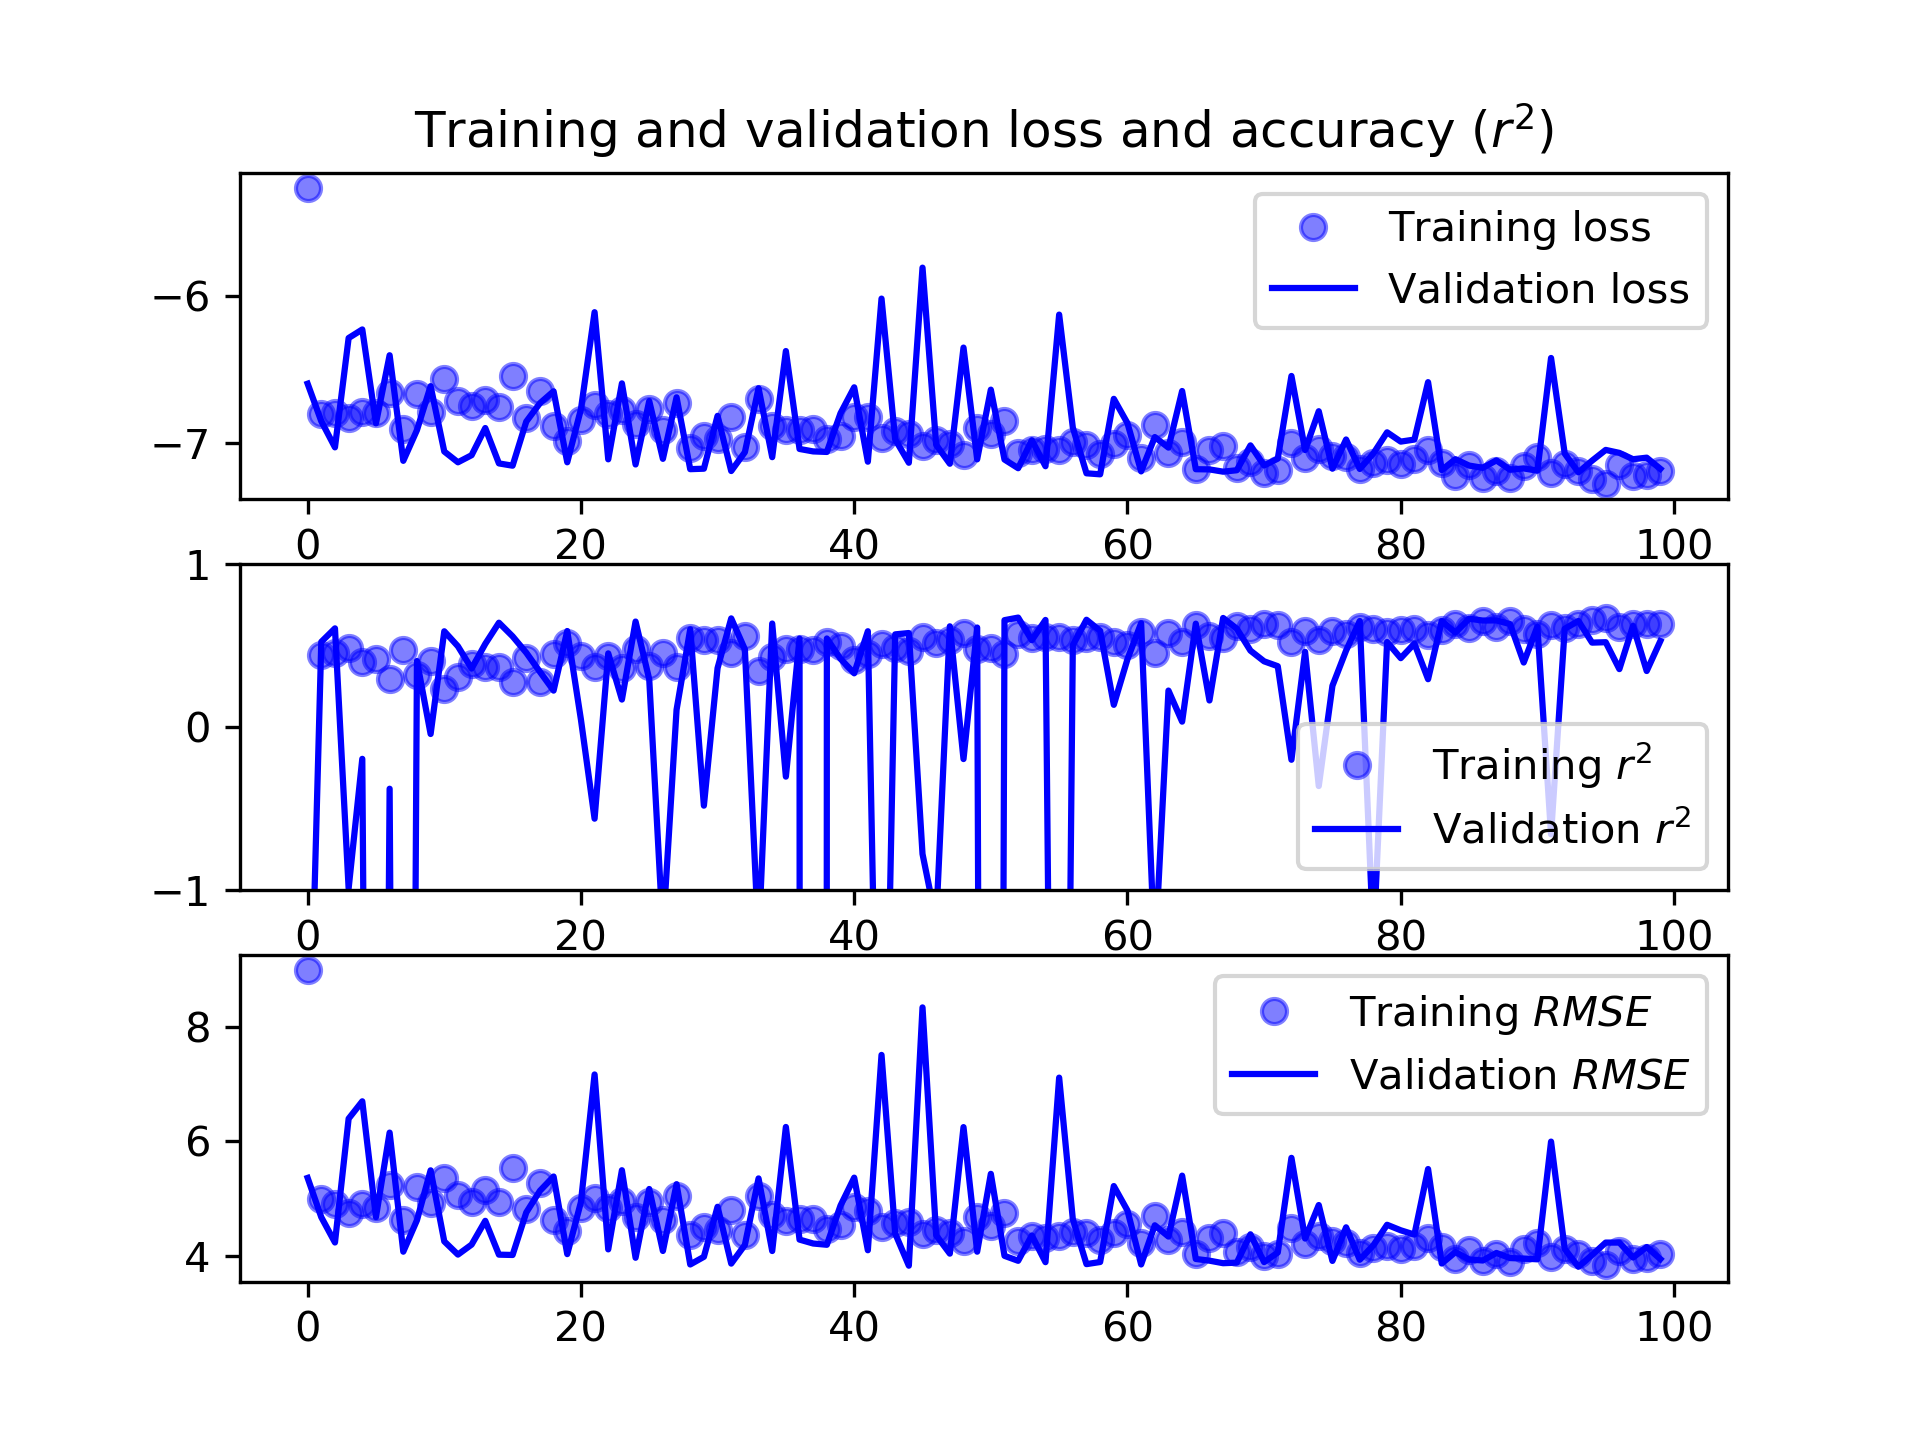 Training and validation loss and accuracy (r²)
Training loss
Validation loss
−6
−7
0 20 40 60 80 100
1
0
−1
Training r²
Validation r²
0 20 40 60 80 100
8
6
4
Training RMSE
Validation RMSE
0 20 40 60 80 100